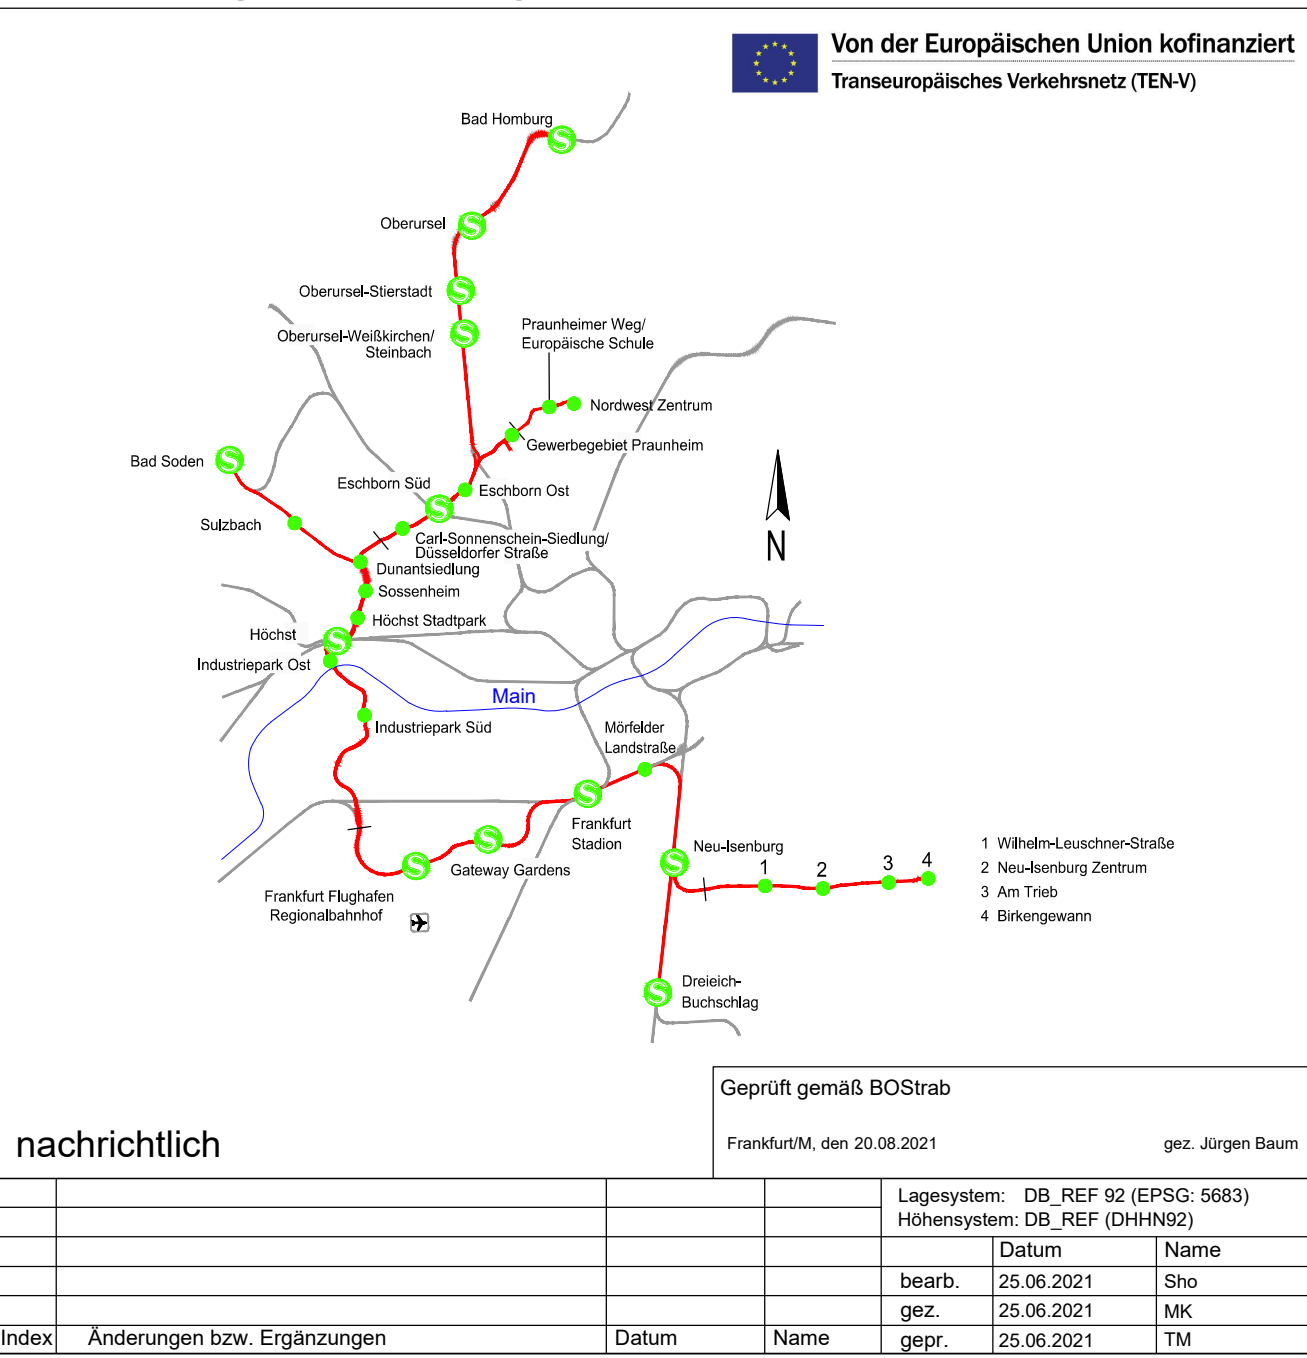 Von der Europäischen Union kofinanziert
Transeuropäisches Verkehrsnetz (TEN-V)
Bad Homburg
Oberursel
Oberursel-Stierstadt
Oberursel-Weißkirchen/
Steinbach
Praunheimer Weg/
Europäische Schule
Nordwest Zentrum
Gewerbegebiet Praunheim
Bad Soden
Eschborn Süd
Eschborn Ost
Sulzbach
Carl-Sonnenschein-Siedlung/
Düsseldorfer Straße
Dunantsiedlung
Sossenheim
N
Höchst Stadtpark
Höchst
Industriepark Ost
Main
Industriepark Süd
Mörfelder
Landstraße
Frankfurt
Stadion
Neu-Isenburg
Gateway Gardens
Frankfurt Flughafen
Regionalbahnhof
1
2
3
4
1 Wilhelm-Leuschner-Straße
2 Neu-Isenburg Zentrum
3 Am Trieb
4 Birkengewann
Dreieich-
Buchschlag
Geprüft gemäß BOStrab
nachrichtlich
Frankfurt/M, den 20.08.2021 gez. Jürgen Baum
Lagesystem: DB_REF 92 (EPSG: 5683)
Höhensystem: DB_REF (DHHN92)
Datum Name
bearb. 25.06.2021 Sho
gez. 25.06.2021 MK
Index Änderungen bzw. Ergänzungen Datum Name gepr. 25.06.2021 TM